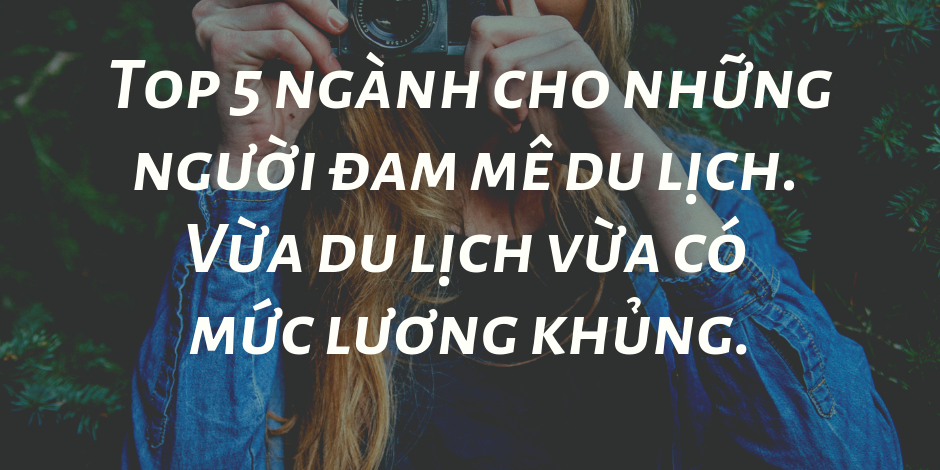 Top 5 ngành cho những
người đam mê du lịch.
Vừa du lịch vừa có
mức lương khủng.